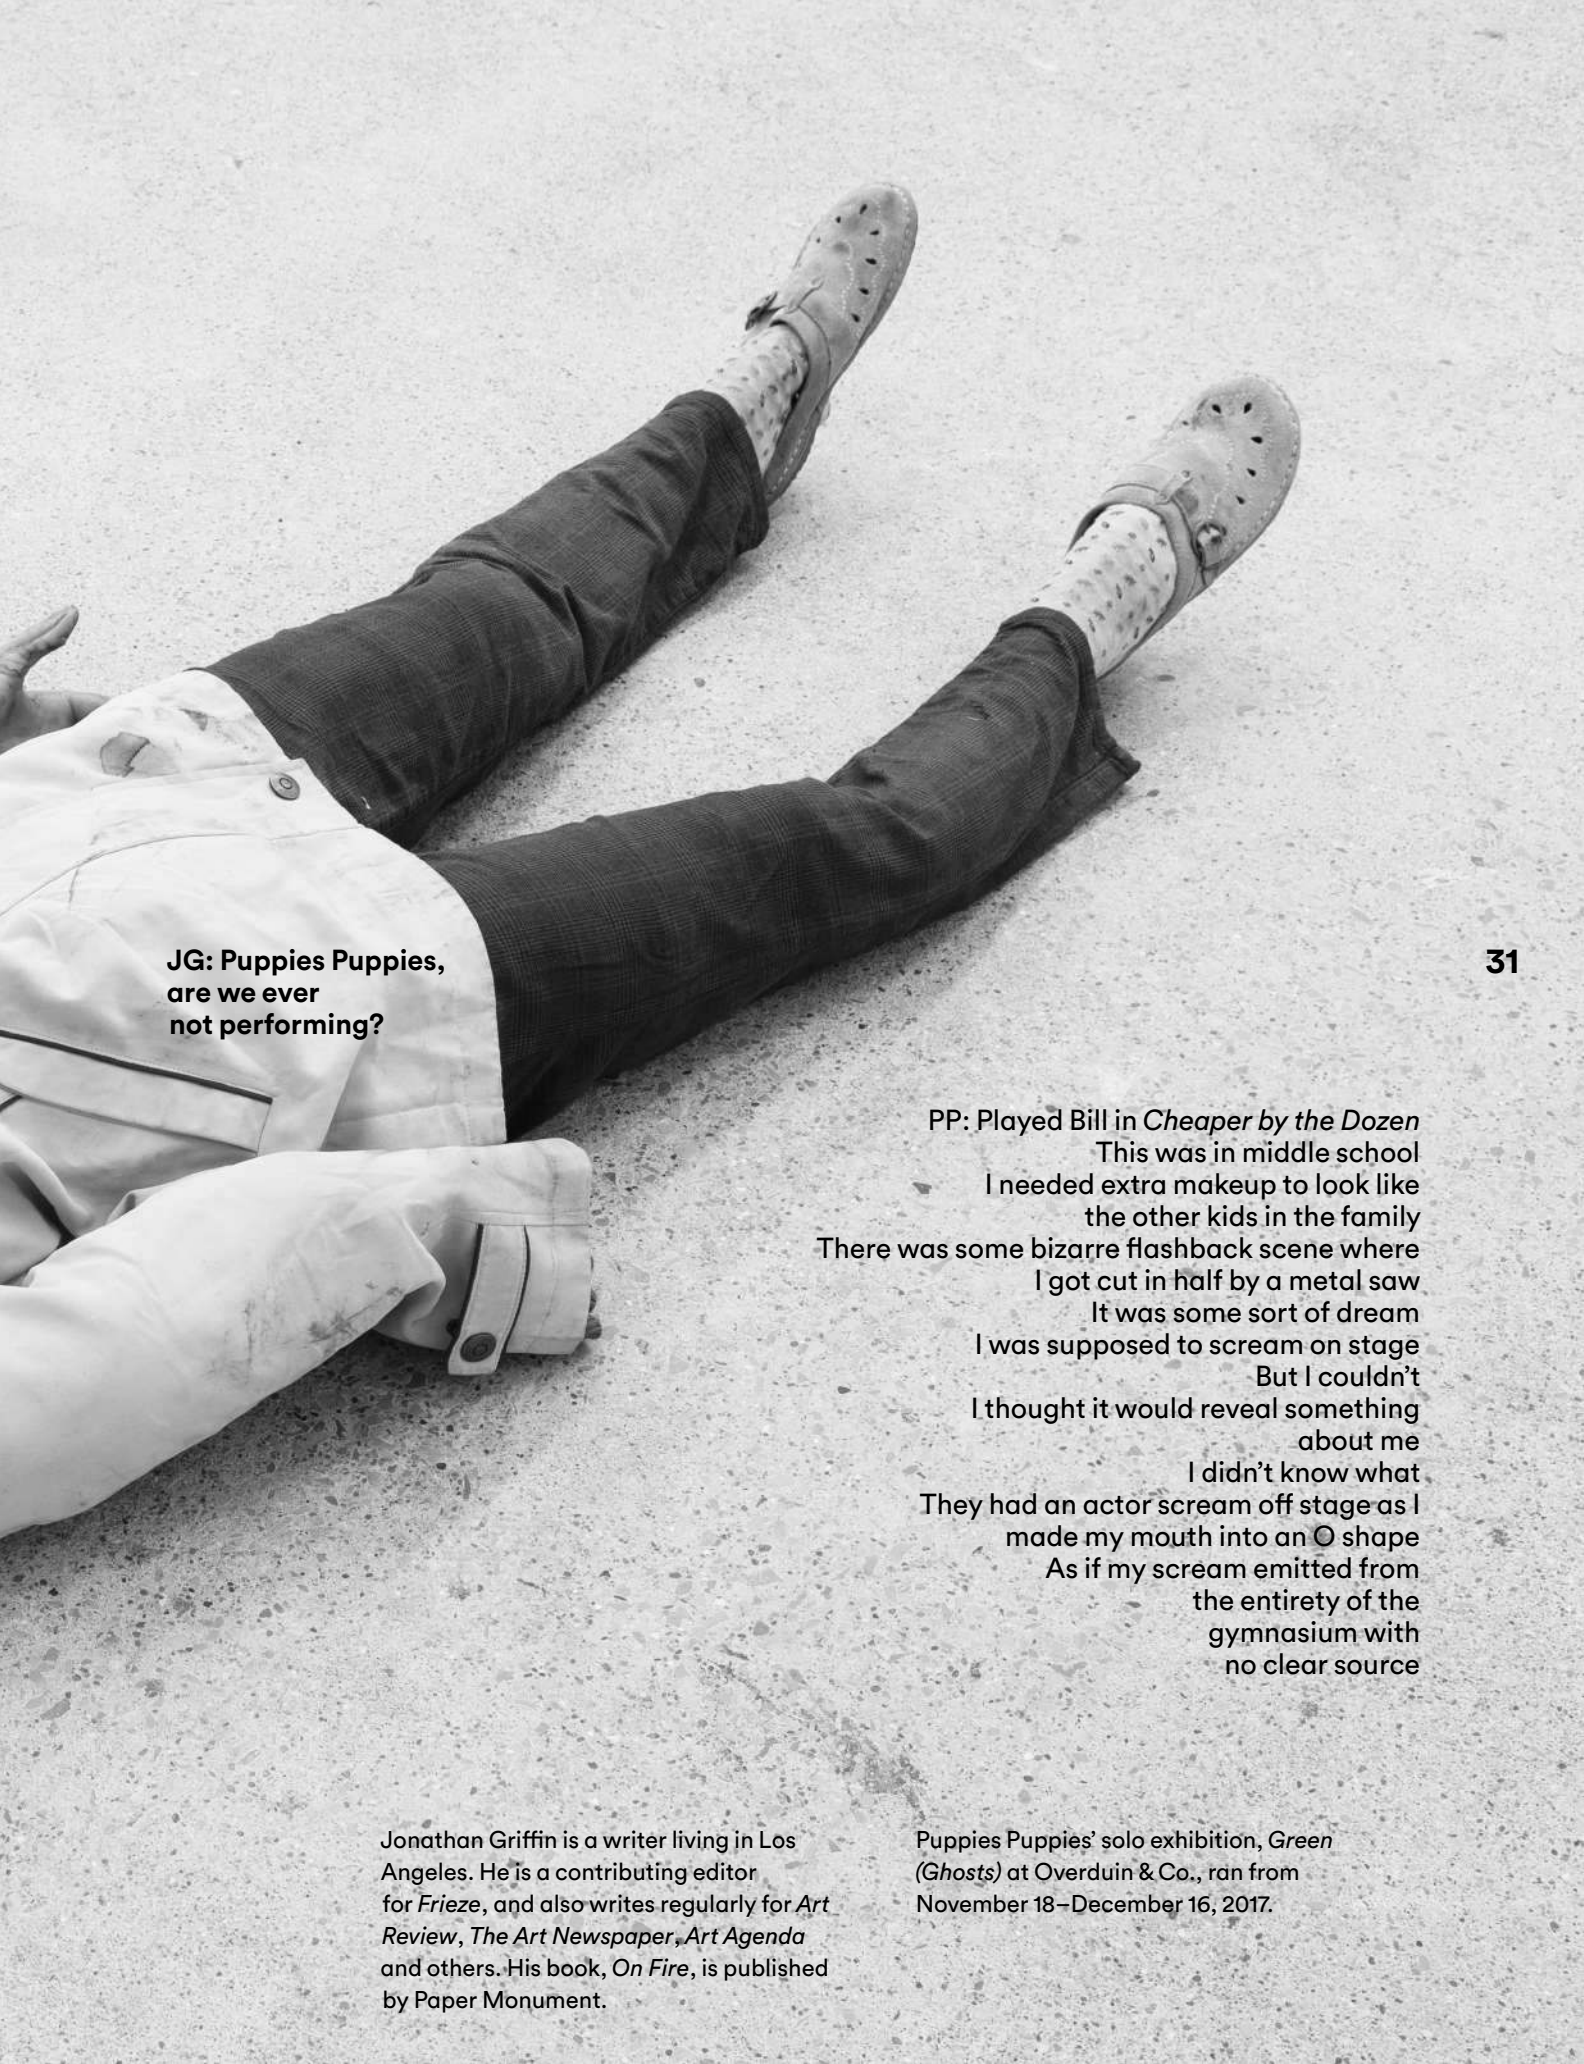 JG: Puppies Puppies,
are we ever
not performing?
31
PP: Played Bill in Cheaper by the Dozen
This was in middle school
I needed extra makeup to look like
the other kids in the family
There was some bizarre flashback scene where
I got cut in half by a metal saw
It was some sort of dream
I was supposed to scream on stage
But I couldn’t
I thought it would reveal something
about me
I didn’t know what
They had an actor scream off stage as I
made my mouth into an O shape
As if my scream emitted from
the entirety of the
gymnasium with
no clear source
Jonathan Griffin is a writer living in Los
Angeles. He is a contributing editor
for Frieze, and also writes regularly for Art
Review, The Art Newspaper, Art Agenda
and others. His book, On Fire, is published
by Paper Monument.
Puppies Puppies’ solo exhibition, Green
(Ghosts) at Overduin & Co., ran from
November 18–December 16, 2017.